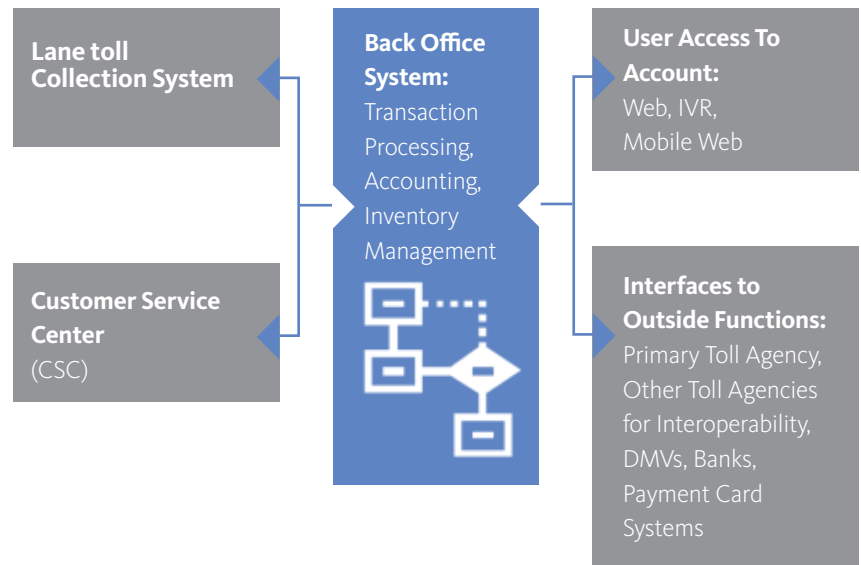 Lane toll
Collection System
Customer Service
Center
(CSC)
Back Office
System:
Transaction
Processing,
Accounting,
Inventory
Management
User Access To
Account:
Web, IVR,
Mobile Web
Interfaces to
Outside Functions:
Primary Toll Agency,
Other Toll Agencies
for Interoperability,
DMVs, Banks,
Payment Card
Systems